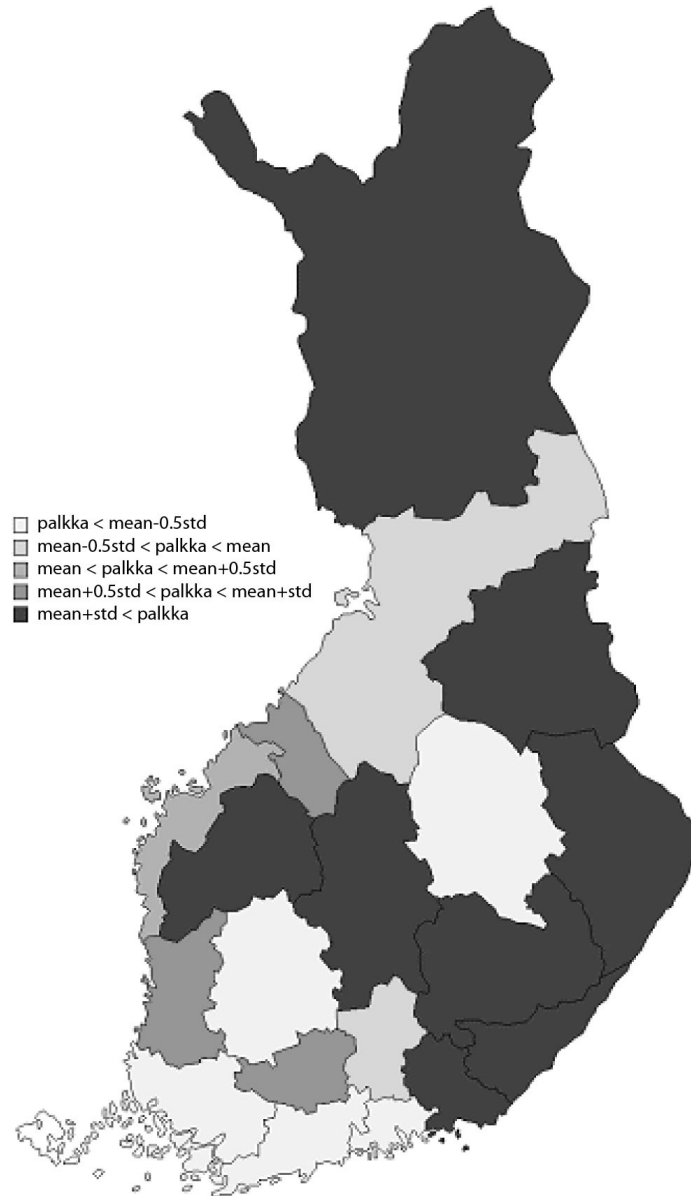 palkka < mean-0.5std
mean-0.5std < palkka < mean
mean < palkka < mean+0.5std
mean+0.5std < palkka < mean+std
mean+std < palkka